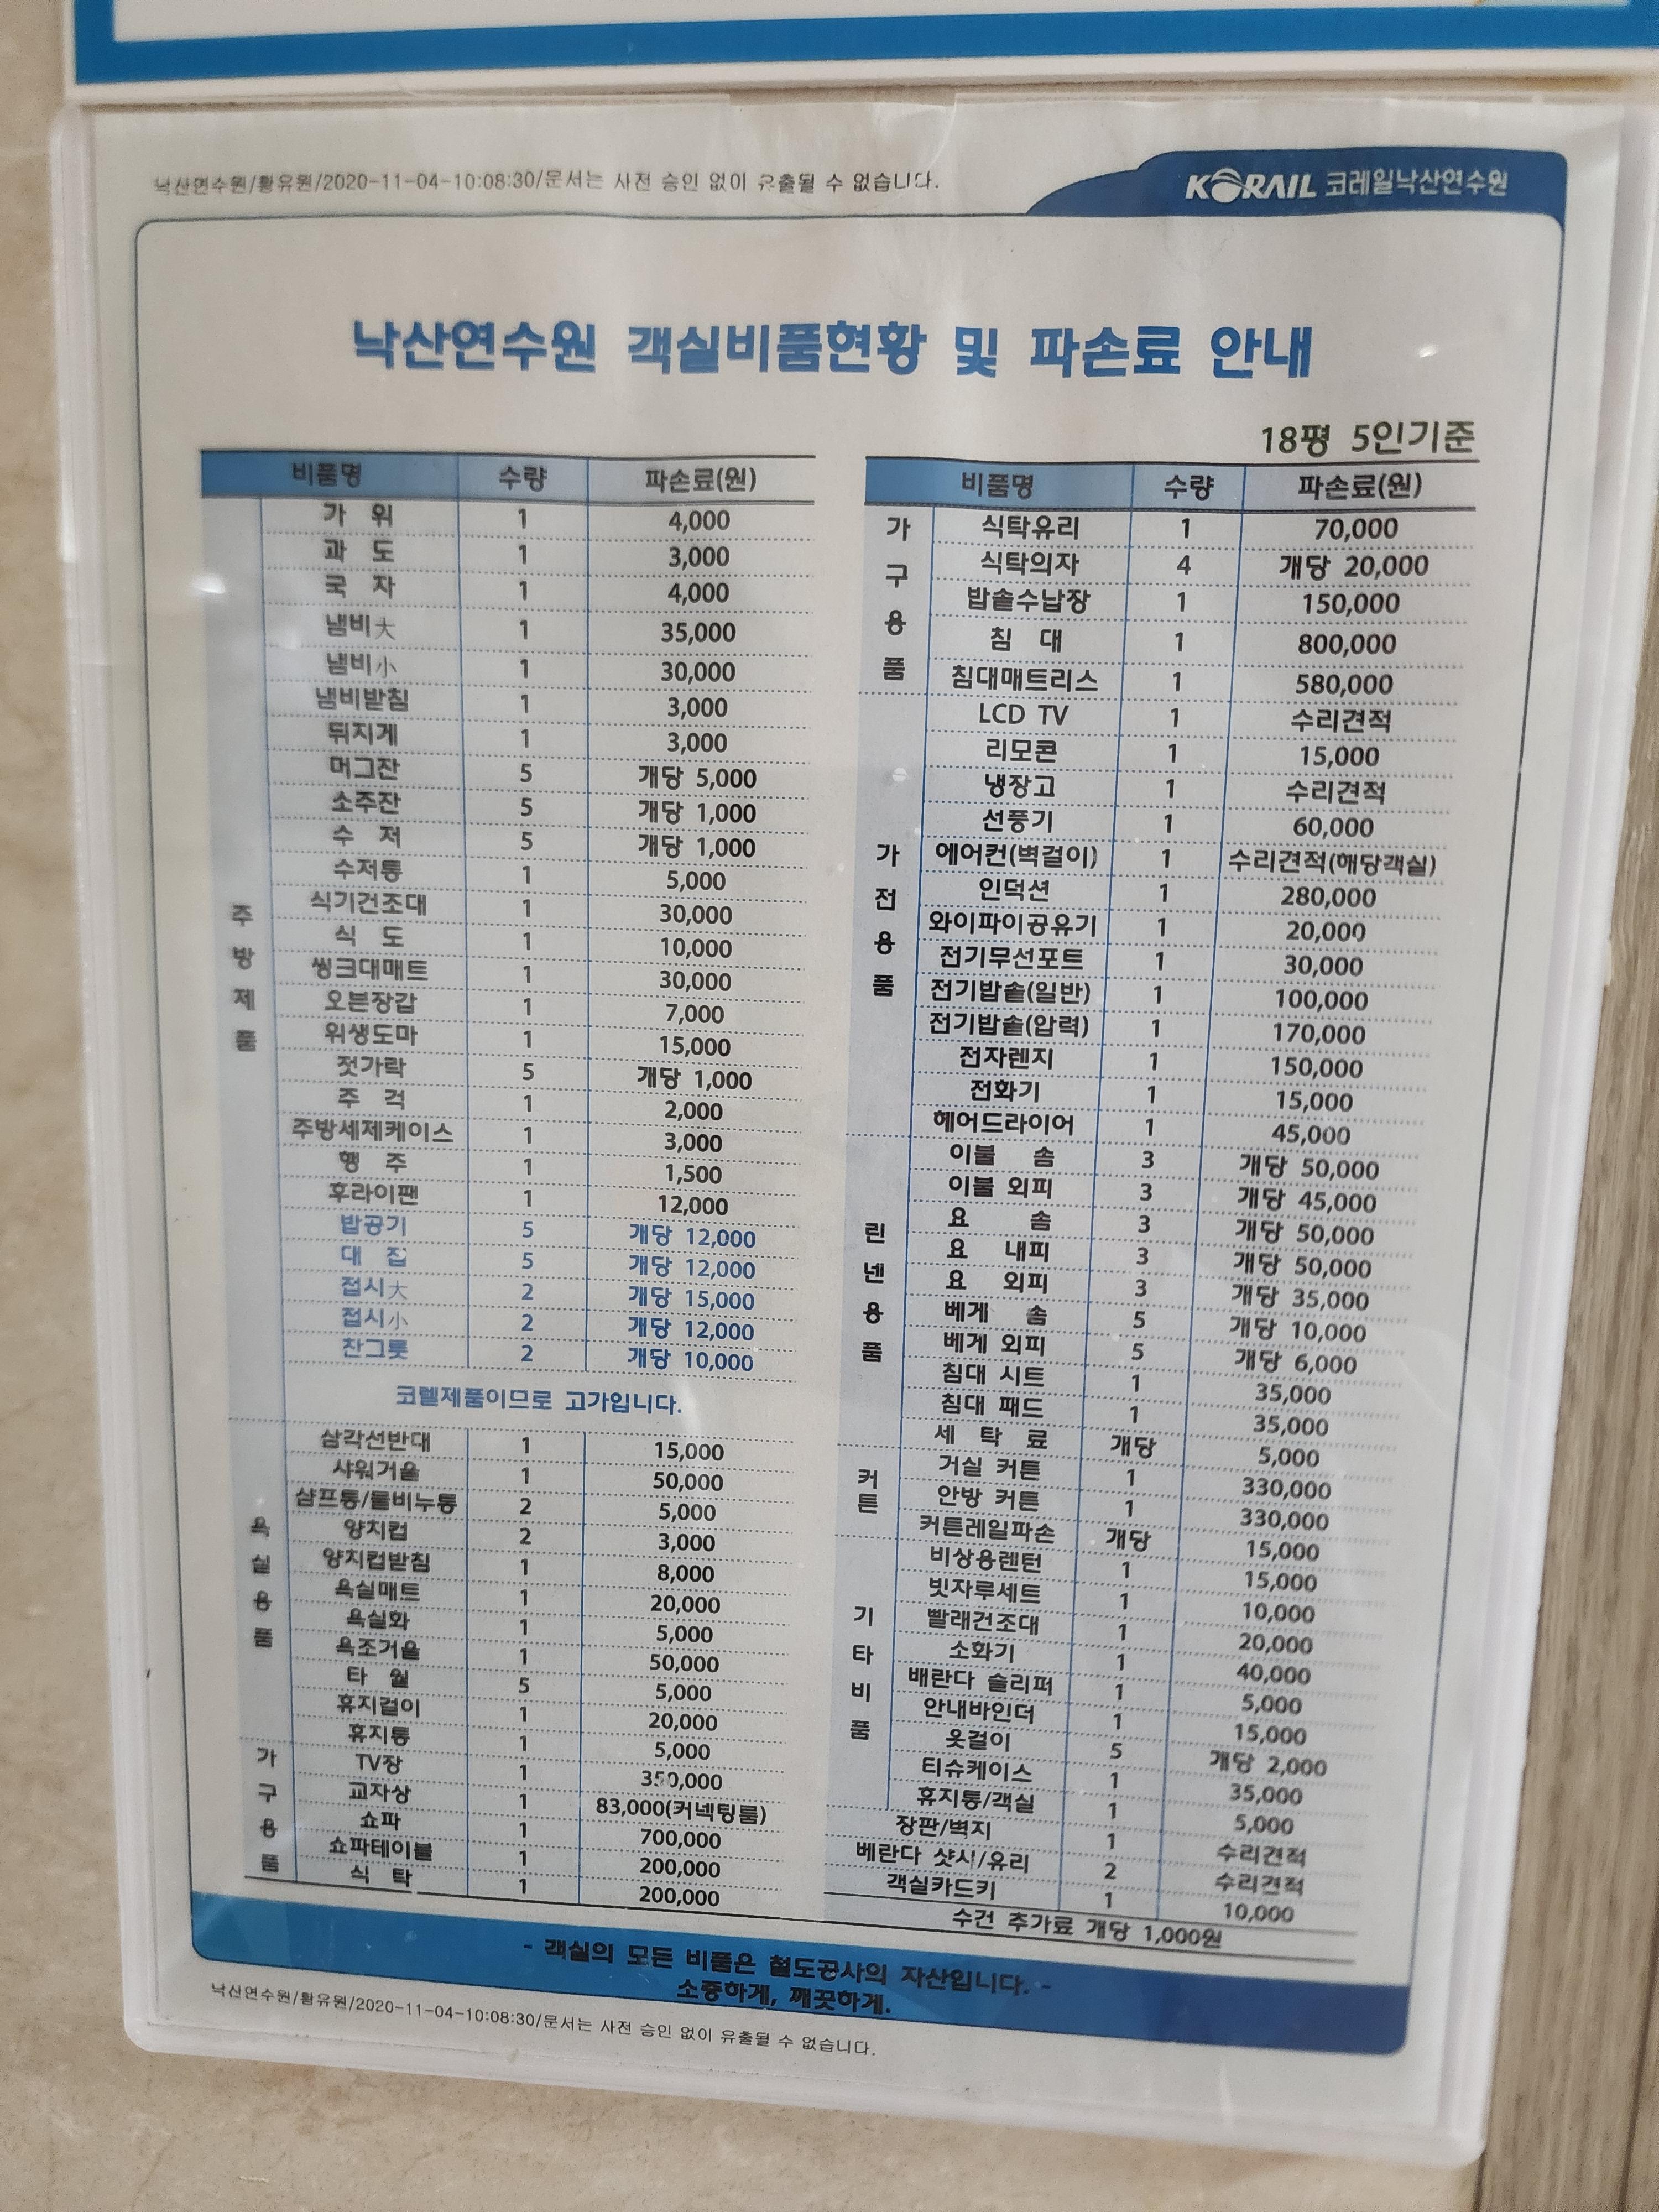 낙산연수원/황유원/2020-11-04-10:08:30/문서는 사전 승인 없이 유출될 수 없습니다.
KORAIL 코레일낙산연수원
낙산연수원 객실비품현황 및 파손료 안내
18평 5인기준
비품명 수량 파손료(원)
주방제품
가 위 1 4,000
과 도 1 3,000
국 자 1 4,000
냄비大 1 35,000
냄비小 1 30,000
냄비받침 1 3,000
뒤지게 1 3,000
머그잔 5 개당 5,000
소주잔 5 개당 1,000
수 저 5 개당 1,000
수저통 1 5,000
식기건조대 1 30,000
식 도 1 10,000
씽크대매트 1 30,000
오븐장갑 1 7,000
위생도마 1 15,000
젓가락 5 개당 1,000
주 걱 1 2,000
주방세제케이스 1 3,000
행 주 1 1,500
후라이팬 1 12,000
밥공기 5 개당 12,000
대 접 5 개당 12,000
접시大 2 개당 15,000
접시小 2 개당 12,000
찬그릇 2 개당 10,000
코렐제품이므로 고가입니다.
욕실용품
삼각선반대 1 15,000
샤워거울 1 50,000
샴프통/물비누통 2 5,000
양치컵 2 3,000
양치컵받침 1 8,000
욕실매트 1 20,000
욕실화 1 5,000
욕조거울 1 50,000
타 월 5 5,000
휴지걸이 1 20,000
휴지통 1 5,000
가구용품
TV장 1 350,000
교자상 1 83,000(커넥팅룸)
쇼파 1 700,000
쇼파테이블 1 200,000
식 탁 1 200,000
비품명 수량 파손료(원)
가구용품
식탁유리 1 70,000
식탁의자 4 개당 20,000
밥솥수납장 1 150,000
침 대 1 800,000
침대매트리스 1 580,000
가전용품
LCD TV 1 수리견적
리모콘 1 15,000
냉장고 1 수리견적
선풍기 1 60,000
에어컨(벽걸이) 1 수리견적(해당객실)
인덕션 1 280,000
와이파이공유기 1 20,000
전기무선포트 1 30,000
전기밥솥(일반) 1 100,000
전기밥솥(압력) 1 170,000
전자렌지 1 150,000
전화기 1 15,000
헤어드라이어 1 45,000
린넨용품
이불 솜 3 개당 50,000
이불 외피 3 개당 45,000
요 솜 3 개당 50,000
요 내피 3 개당 50,000
요 외피 3 개당 35,000
베게 솜 5 개당 10,000
베게 외피 5 개당 6,000
침대 시트 1 35,000
침대 패드 1 35,000
세 탁 료 개당 5,000
커튼
거실 커튼 1 330,000
안방 커튼 1 330,000
커튼레일파손 개당 15,000
기타비품
비상용렌턴 1 15,000
빗자루세트 1 10,000
빨래건조대 1 20,000
소화기 1 40,000
배란다 슬리퍼 1 5,000
안내바인더 1 15,000
옷걸이 5 개당 2,000
티슈케이스 1 35,000
휴지통/객실 1 5,000
장판/벽지 1 수리견적
베란다 샷시/유리 2 수리견적
객실카드키 1 10,000
수건 추가료 개당 1,000원
- 객실의 모든 비품은 철도공사의 자산입니다. -
소중하게, 깨끗하게.
낙산연수원/황유원/2020-11-04-10:08:30/문서는 사전 승인 없이 유출될 수 없습니다.